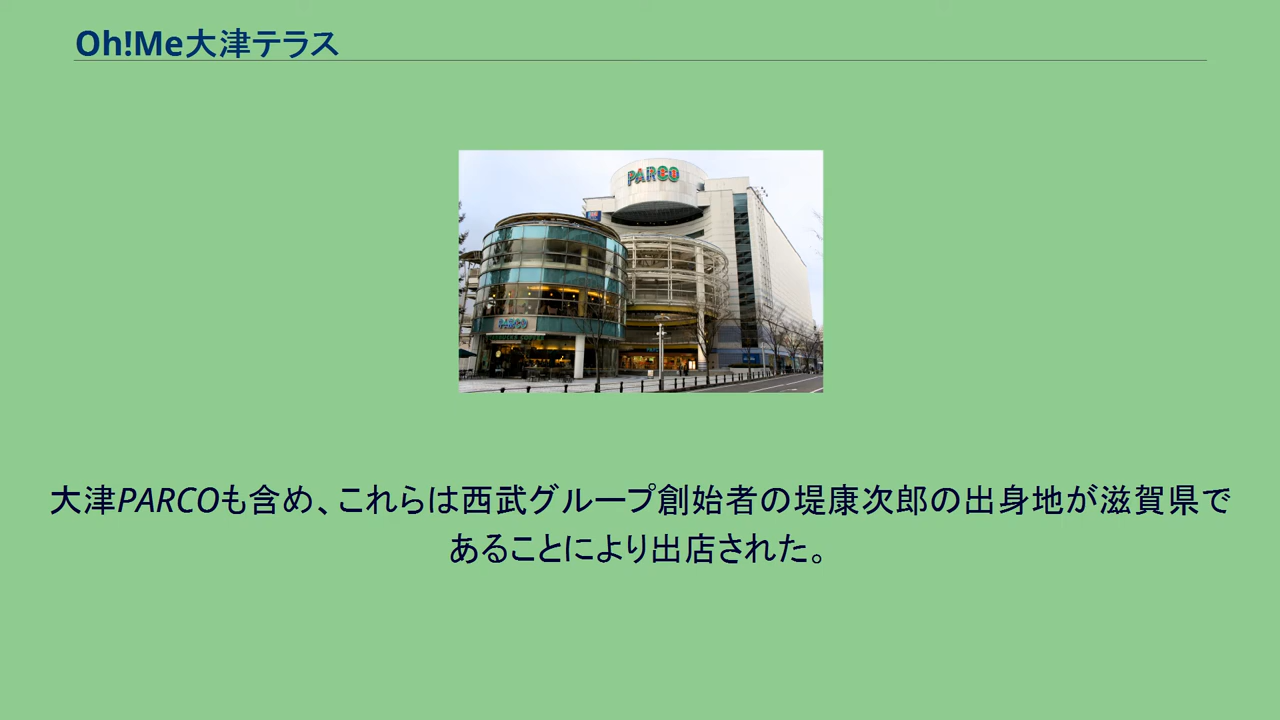 Oh!Me大津テラス
PARCO
PARCO
大津PARCOも含め、これらは西武グループ創始者の堤康次郎の出身地が滋賀県で
あることにより出店された。